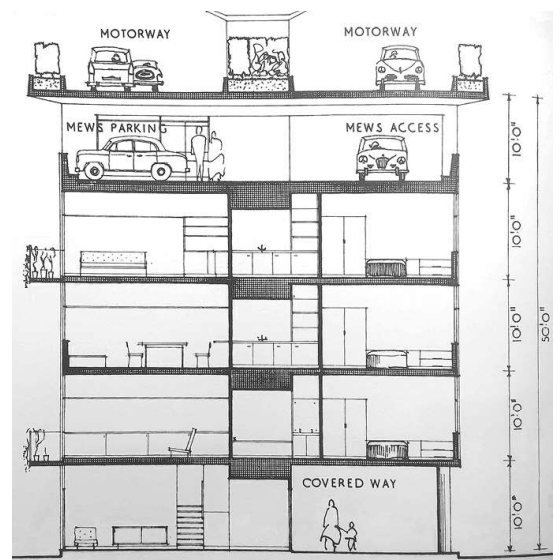 MOTORWAY
MOTORWAY
MEWS PARKING
MEWS ACCESS
10'.0"
10'.0"
10'.0"
10'.0"
10'.0"
50'.0"
COVERED WAY